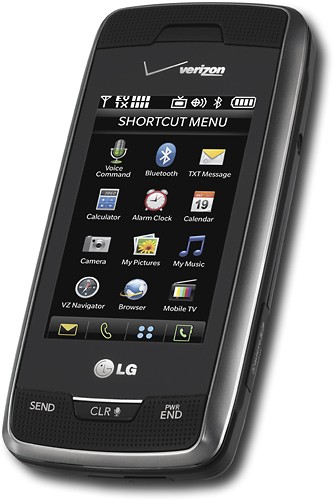 verizon
EV
TX
SHORTCUT MENU
Voice Command
Bluetooth
TXT Message
Calculator
Alarm Clock
19
Calendar
Camera
My Pictures
My Music
VZ Navigator
Browser
Mobile TV
LG
SEND
CLR
PWR
END